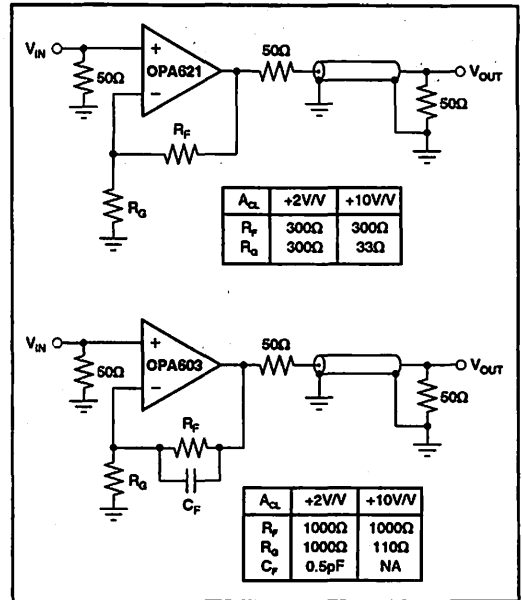 V_IN
+
OPA621
−
50Ω
50Ω
V_OUT
50Ω
R_F
R_G
A_CL +2V/V +10V/V
R_F 300Ω 300Ω
R_G 300Ω 33Ω
V_IN
+
OPA603
−
50Ω
50Ω
V_OUT
50Ω
R_F
C_F
R_G
A_CL +2V/V +10V/V
R_F 1000Ω 1000Ω
R_G 1000Ω 110Ω
C_F 0.5pF NA